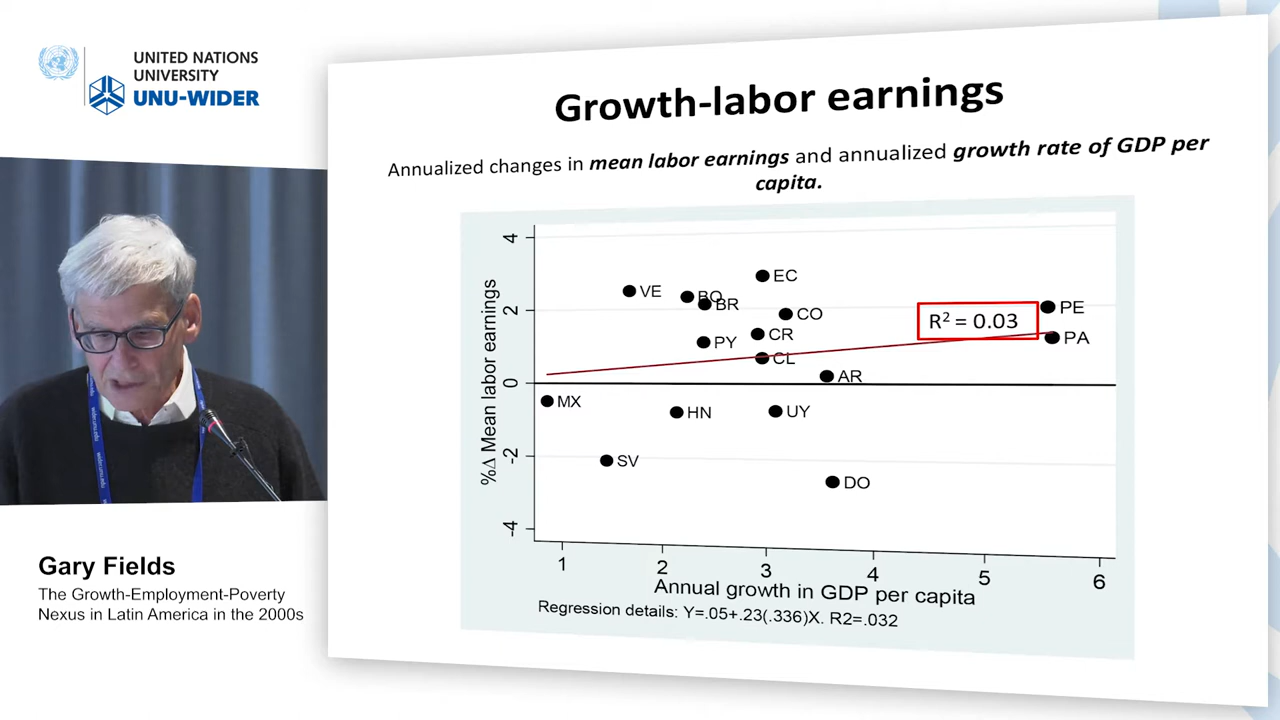 UNITED NATIONS
UNIVERSITY
UNU-WIDER
Gary Fields
The Growth-Employment-Poverty
Nexus in Latin America in the 2000s
Growth-labor earnings
Annualized changes in mean labor earnings and annualized growth rate of GDP per
capita.
%Δ Mean labor earnings
4
2
0
-2
-4
EC
VE
BO
BR
CO
PE
CR
PA
PY
CL
AR
MX
HN
UY
SV
DO
R² = 0.03
1 2 3 4 5 6
Annual growth in GDP per capita
Regression details: Y=.05+.23(.336)X. R2=.032